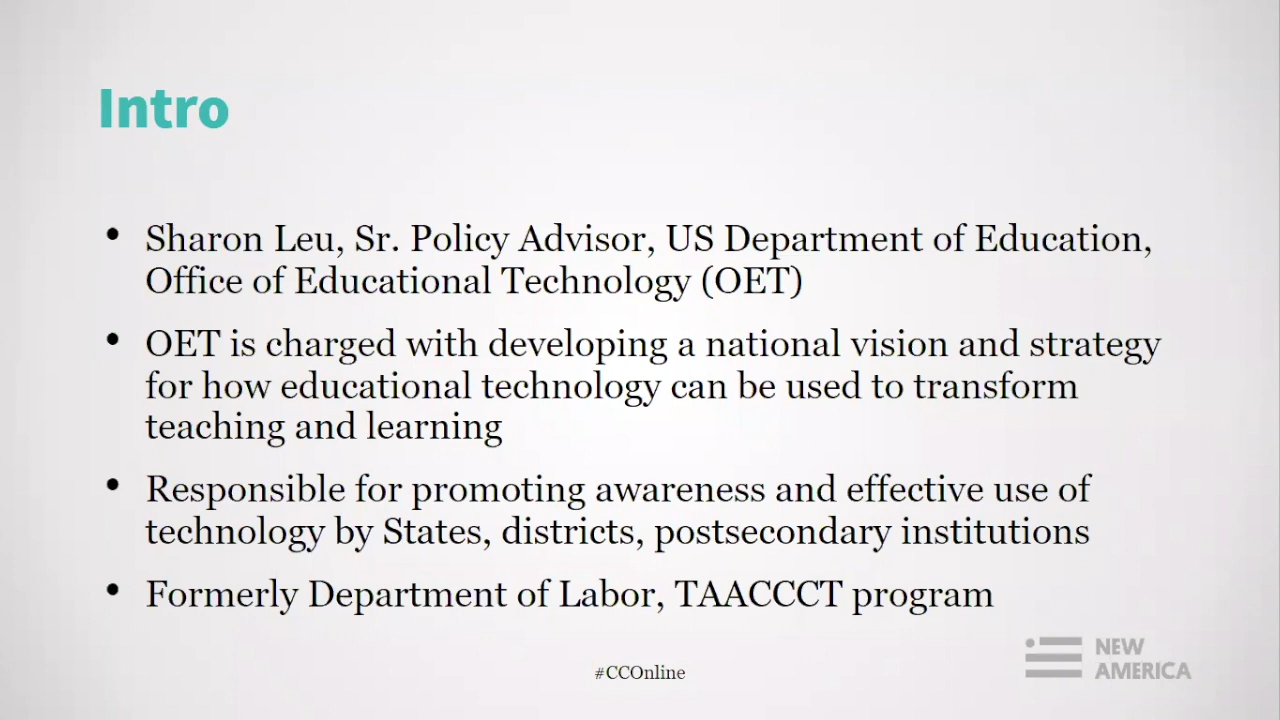 Intro
• Sharon Leu, Sr. Policy Advisor, US Department of Education,
Office of Educational Technology (OET)
• OET is charged with developing a national vision and strategy
for how educational technology can be used to transform
teaching and learning
• Responsible for promoting awareness and effective use of
technology by States, districts, postsecondary institutions
• Formerly Department of Labor, TAACCCT program
#CCOnline
NEW
AMERICA